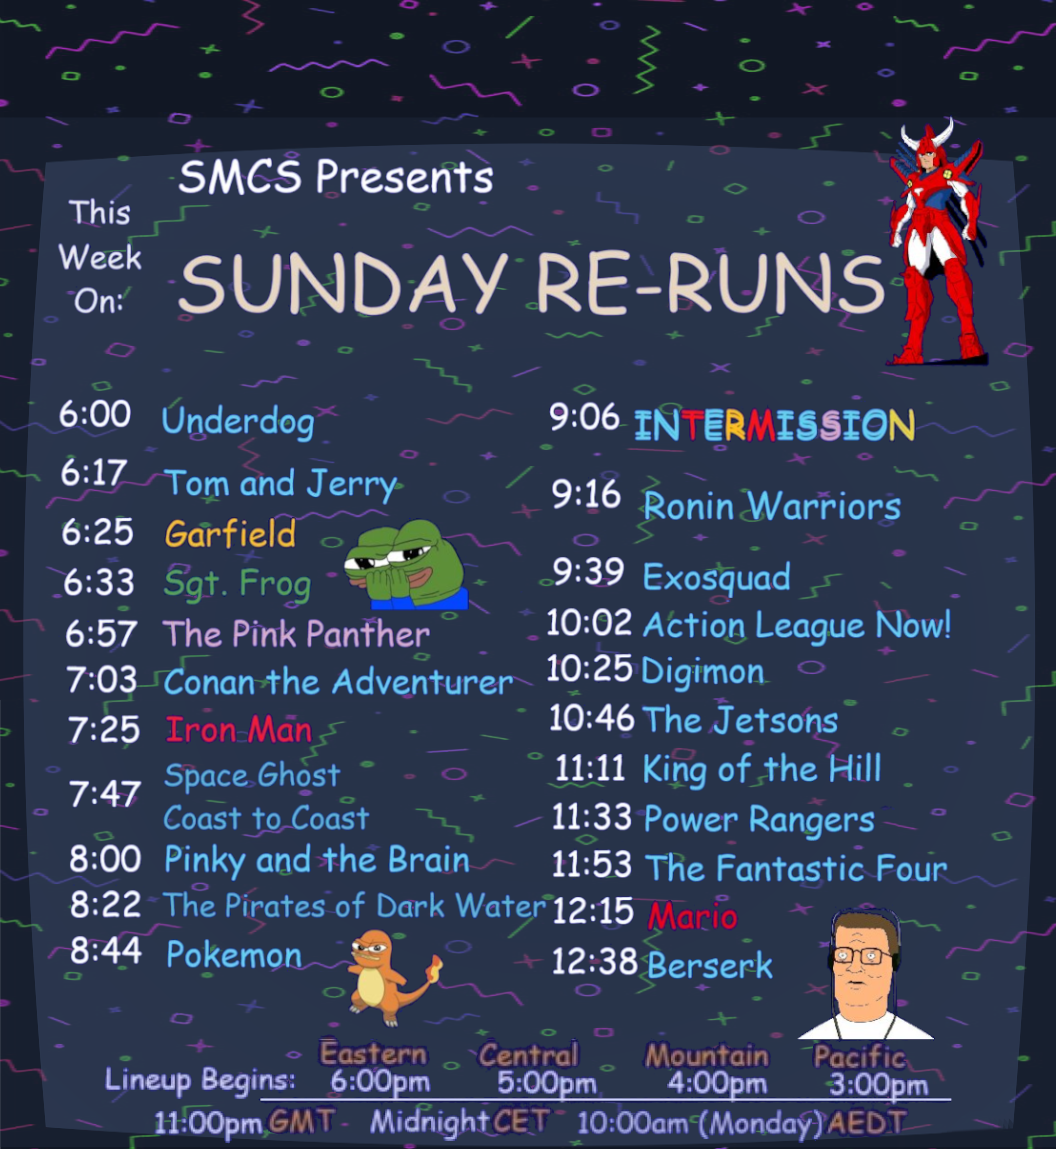 SMCS Presents
This
Week
On:
SUNDAY RE-RUNS
6:00 Underdog
6:17 Tom and Jerry
6:25 Garfield
6:33 Sgt. Frog
6:57 The Pink Panther
7:03 Conan the Adventurer
7:25 Iron Man
7:47 Space Ghost
Coast to Coast
8:00 Pinky and the Brain
8:22 The Pirates of Dark Water
8:44 Pokemon
9:06 INTERMISSION
9:16 Ronin Warriors
9:39 Exosquad
10:02 Action League Now!
10:25 Digimon
10:46 The Jetsons
11:11 King of the Hill
11:33 Power Rangers
11:53 The Fantastic Four
12:15 Mario
12:38 Berserk
Eastern Central Mountain Pacific
Lineup Begins: 6:00pm 5:00pm 4:00pm 3:00pm
11:00pm GMT Midnight CET 10:00am (Monday) AEDT